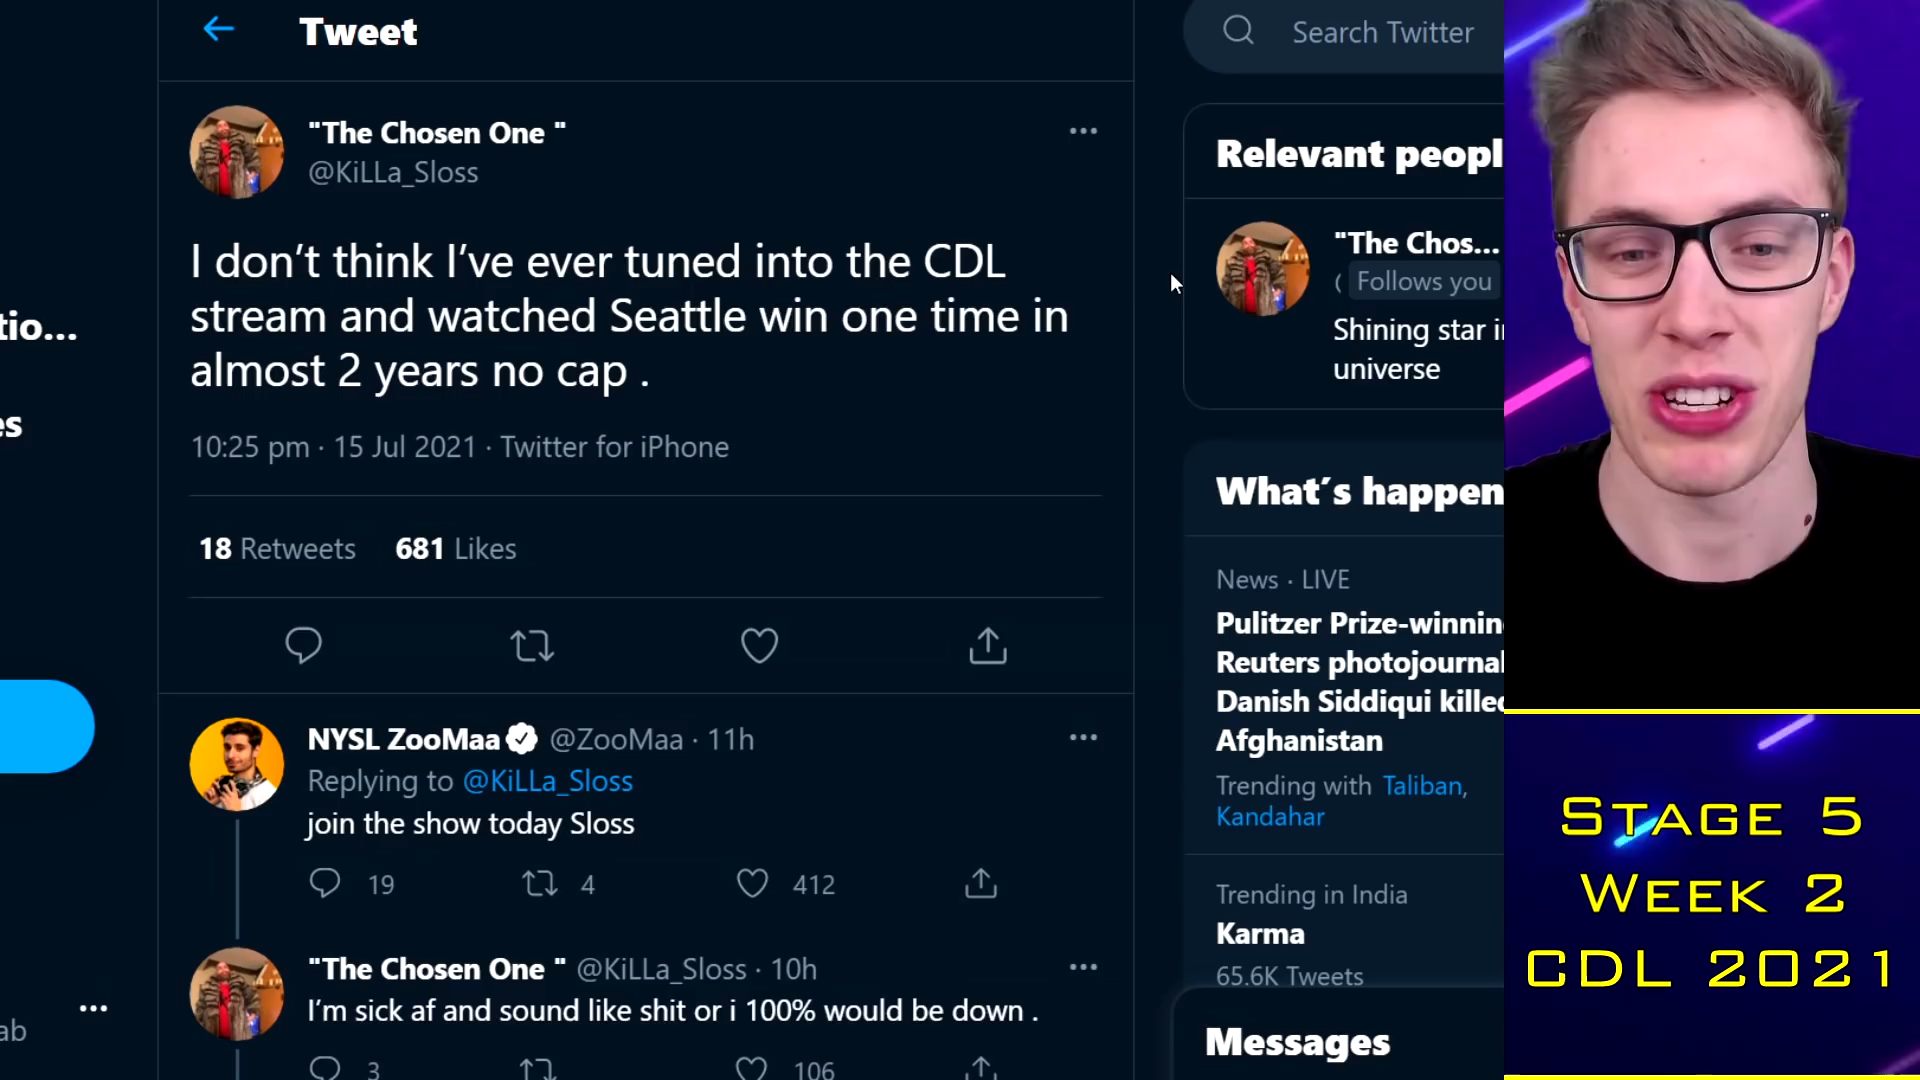 Tweet
Search Twitter
"The Chosen One "
@KiLLa_Sloss
I don't think I've ever tuned into the CDL
stream and watched Seattle win one time in
almost 2 years no cap .
10:25 pm · 15 Jul 2021 · Twitter for iPhone
18 Retweets 681 Likes
NYSL ZooMaa @ZooMaa · 11h
Replying to @KiLLa_Sloss
join the show today Sloss
19 4 412
"The Chosen One " @KiLLa_Sloss · 10h
I'm sick af and sound like shit or i 100% would be down .
3 106
tio...
es
ab
Relevant peopl
"The Chos...
( Follows you
Shining star i
universe
What's happen
News · LIVE
Pulitzer Prize-winnin
Reuters photojournal
Danish Siddiqui kille
Afghanistan
Trending with Taliban,
Kandahar
Trending in India
Karma
65.6K Tweets
Messages
STAGE 5
WEEK 2
CDL 2021